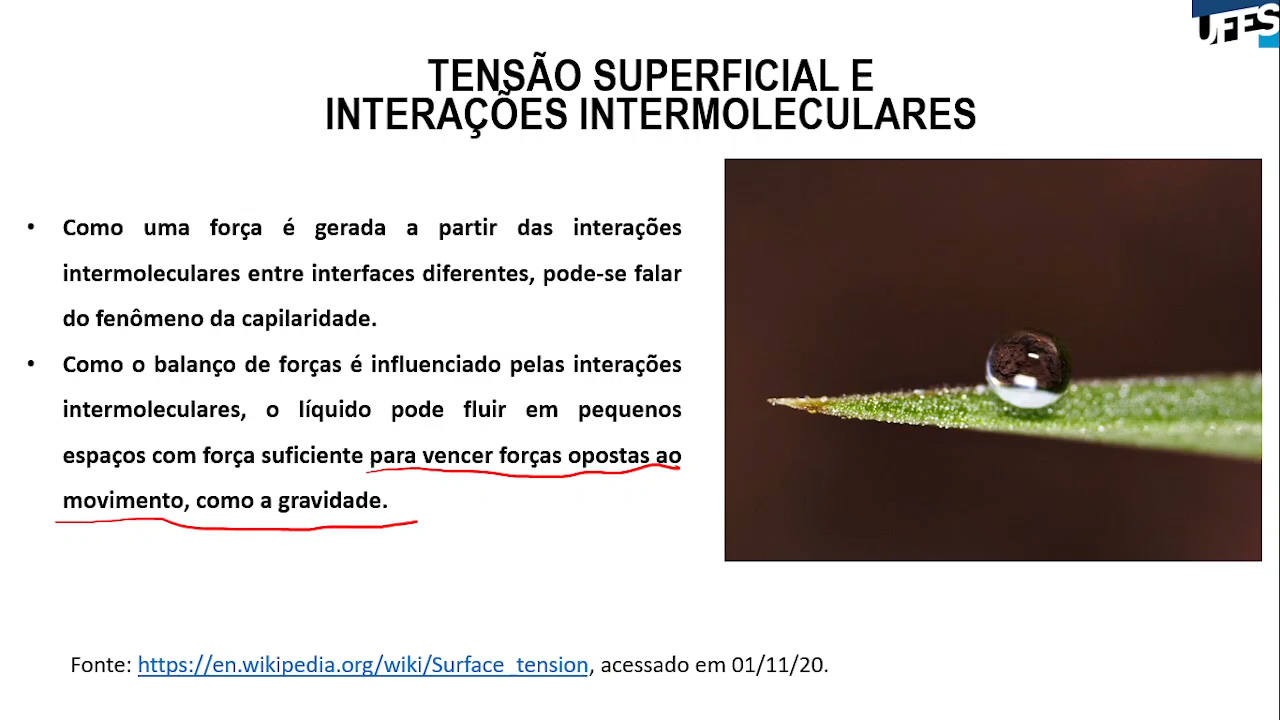 UFES
TENSÃO SUPERFICIAL E
INTERAÇÕES INTERMOLECULARES
• Como uma força é gerada a partir das interações
intermoleculares entre interfaces diferentes, pode-se falar
do fenômeno da capilaridade.
• Como o balanço de forças é influenciado pelas interações
intermoleculares, o líquido pode fluir em pequenos
espaços com força suficiente para vencer forças opostas ao
movimento, como a gravidade.
Fonte: https://en.wikipedia.org/wiki/Surface_tension, acessado em 01/11/20.